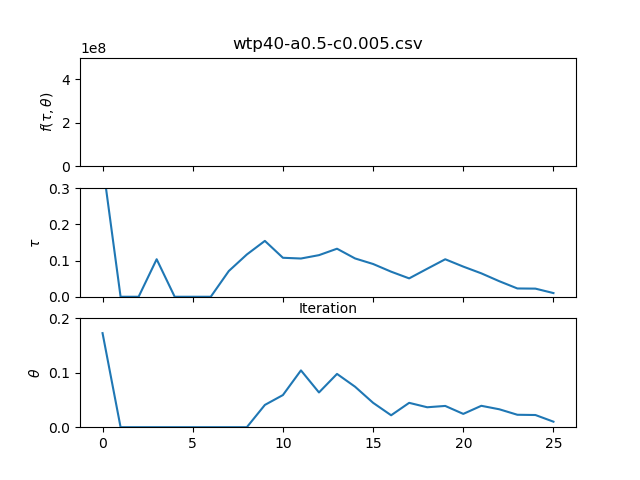 wtp40-a0.5-c0.005.csv
1e8
4
2
0
f(τ, θ)
0.3
0.2
0.1
0.0
τ
Iteration
0.2
0.1
0.0
θ
0 5 10 15 20 25